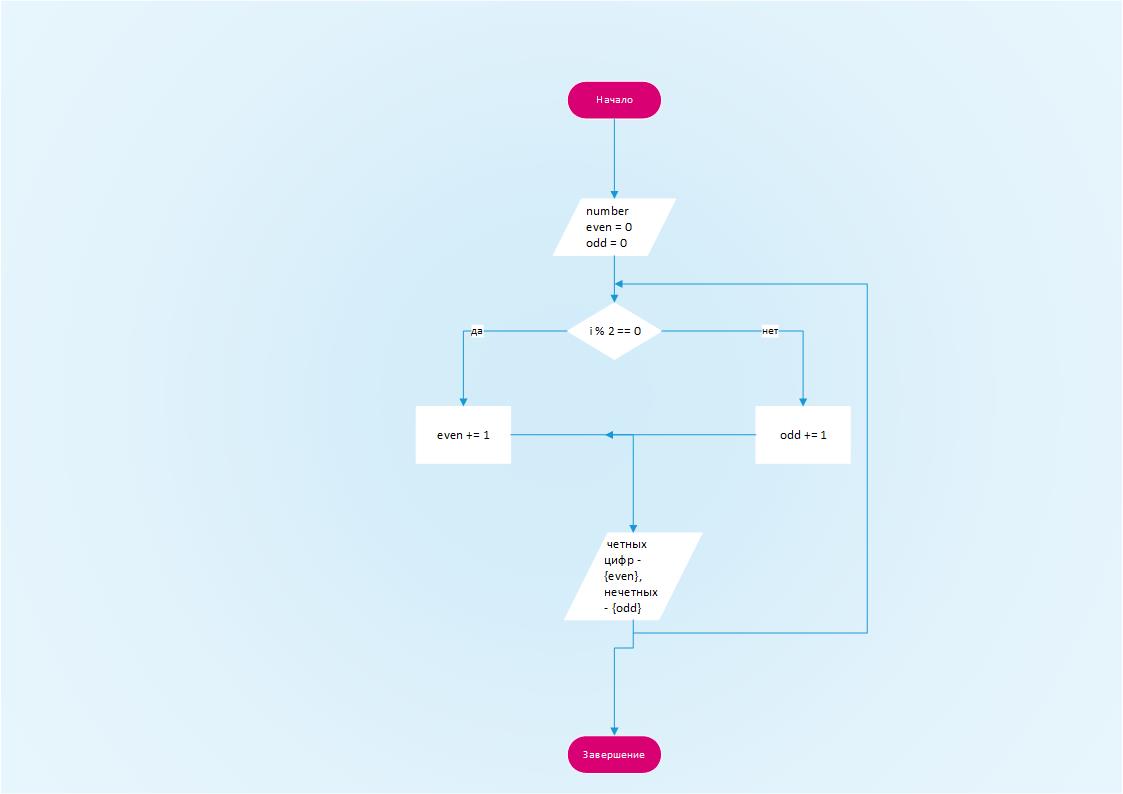 Начало
number
even = 0
odd = 0
i % 2 == 0
да
нет
even += 1
odd += 1
четных
цифр -
{even},
нечетных
- {odd}
Завершение